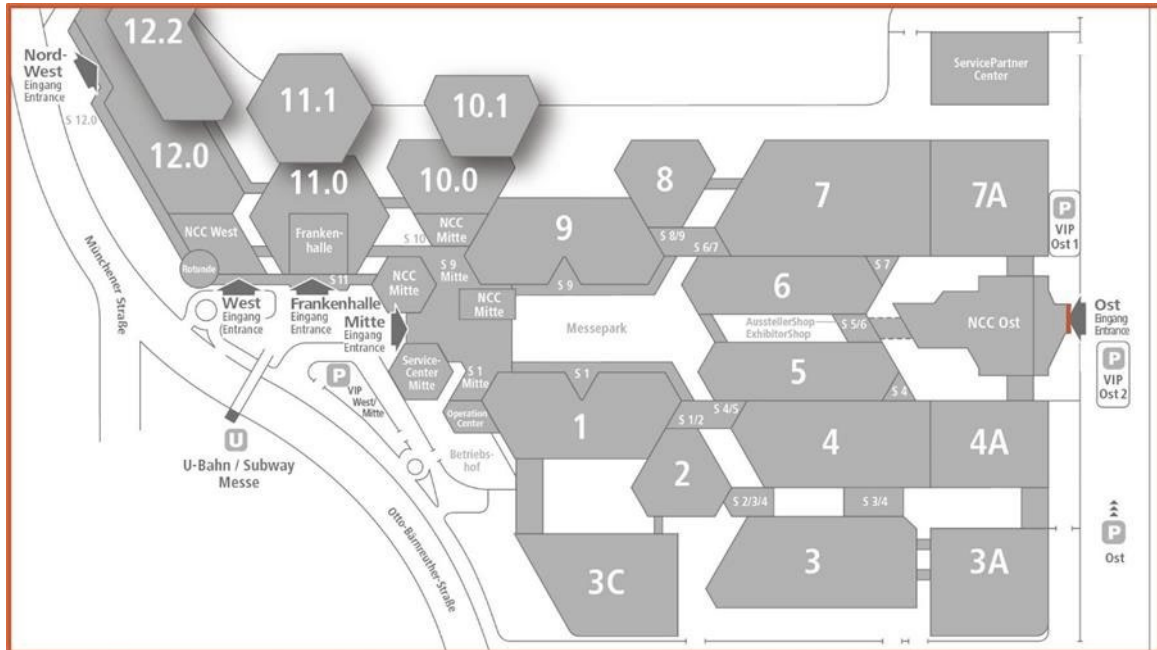 12.2
Nord-
West
Eingang
Entrance
S 12.0
12.0
11.1
11.0
10.1
10.0
8
7
7A
ServicePartner
Center
P
VIP
Ost 1
NCC West
Franken-
halle
Rotunde
S 11
S 10
NCC
Mitte
S 9
Mitte
9
S 9
S 8/9
S 6/7
S 7
6
AusstellerShop
ExhibitorShop
S 5/6
NCC Ost
Ost
Eingang
Entrance
P
VIP
Ost 2
Münchener Straße
West
Eingang
(Entrance
Frankenhalle
Eingang
Entrance
Mitte
Eingang
Entrance
NCC
Mitte
NCC
Mitte
Messepark
Service-
Center
Mitte
S 1
Mitte
S 1
5
S 4
P
VIP
West/
Mitte
Operation
Center
1
S 1/2
S 4/5
4
4A
U
U-Bahn / Subway
Messe
Betriebs-
hof
2
S 2/3/4
S 3/4
Otto-Bärnreuther-Straße
3C
3
3A
P
Ost